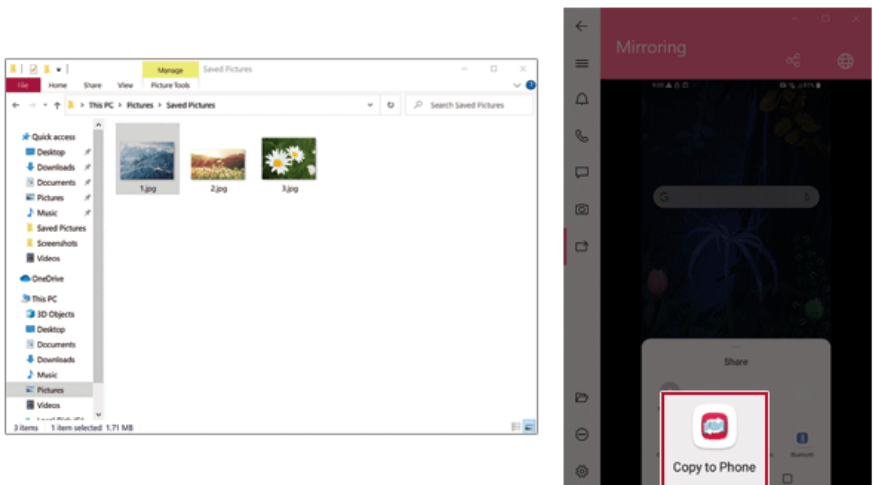 Manage
Saved Pictures
File
Home
Share
View
Picture Tools
This PC > Pictures > Saved Pictures
Search Saved Pictures
Quick access
Desktop
Downloads
Documents
Pictures
Music
Saved Pictures
Screenshots
Videos
OneDrive
This PC
3D Objects
Desktop
Documents
Downloads
Music
Pictures
Videos
1.jpg
2.jpg
3.jpg
3 items
1 item selected 1.71 MB
Mirroring
Share
Bluetooth
Copy to Phone